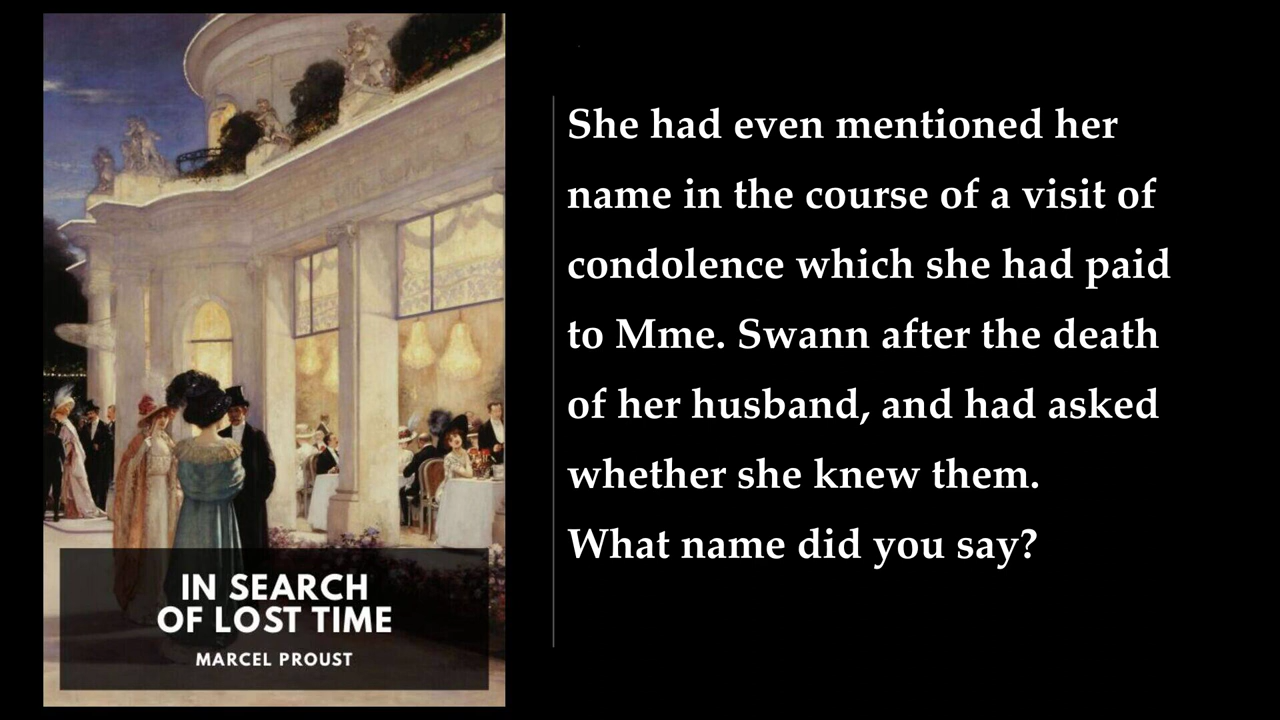 IN SEARCH
OF LOST TIME
MARCEL PROUST
She had even mentioned her
name in the course of a visit of
condolence which she had paid
to Mme. Swann after the death
of her husband, and had asked
whether she knew them.
What name did you say?